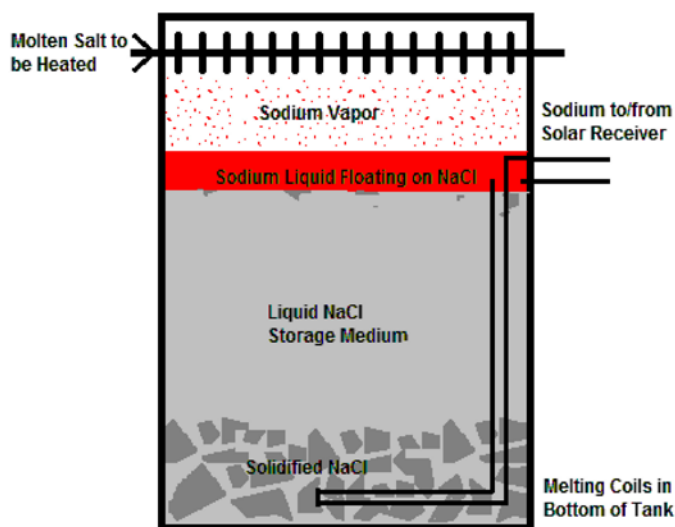 Molten Salt to
be Heated
Sodium Vapor
Sodium to/from
Solar Receiver
Sodium Liquid Floating on NaCl
Liquid NaCl
Storage Medium
Solidified NaCl
Melting Coils in
Bottom of Tank